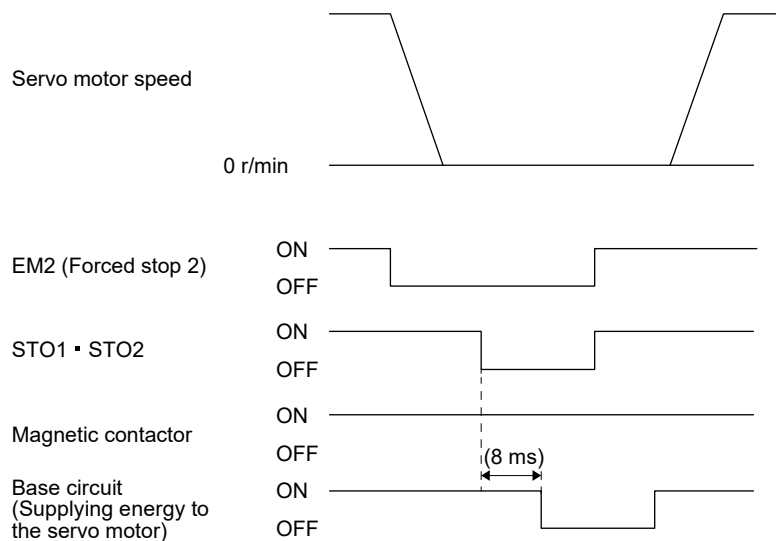 Servo motor speed
0 r/min
EM2 (Forced stop 2)
ON
OFF
STO1 ▪ STO2
ON
OFF
Magnetic contactor
ON
OFF
(8 ms)
Base circuit
(Supplying energy to
the servo motor)
ON
OFF